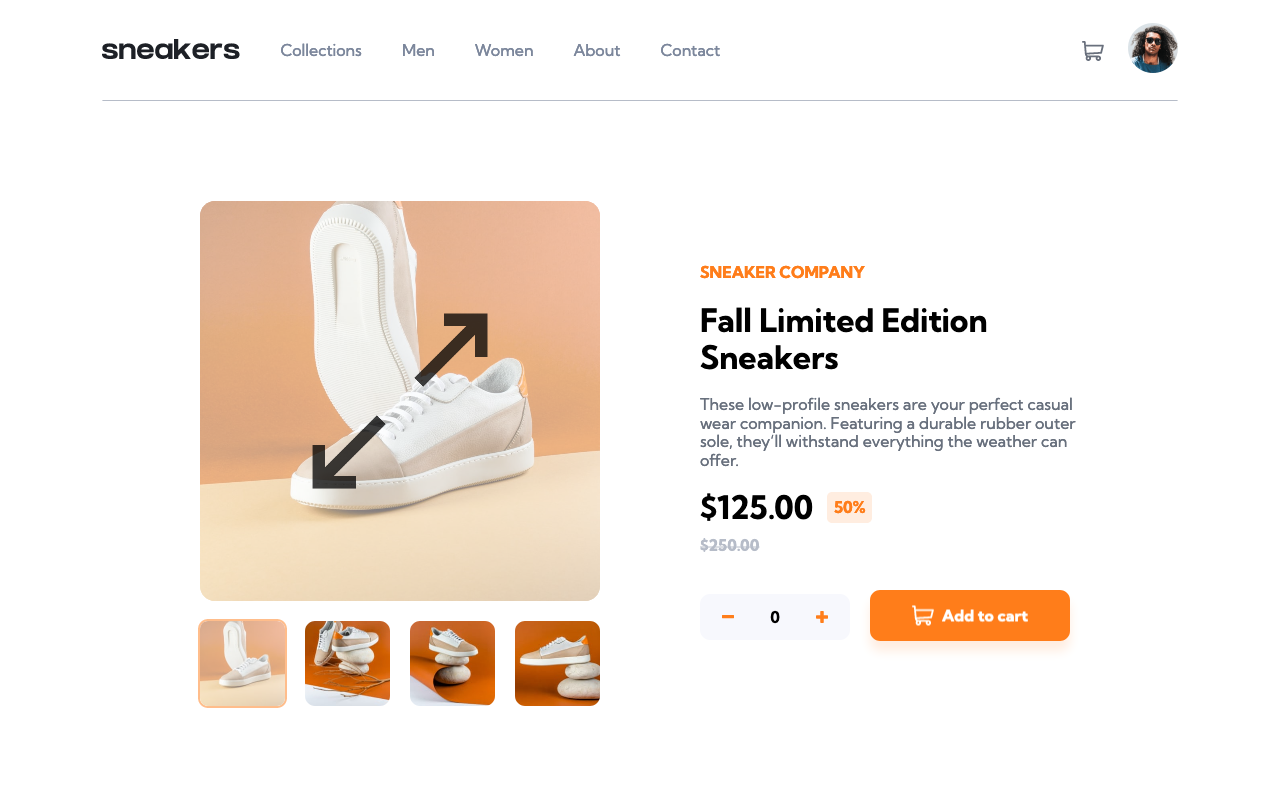 sneakers
Collections
Men
Women
About
Contact
SNEAKER COMPANY
Fall Limited Edition
Sneakers
These low-profile sneakers are your perfect casual
wear companion. Featuring a durable rubber outer
sole, they’ll withstand everything the weather can
offer.
$125.00 50%
$250.00
0
Add to cart